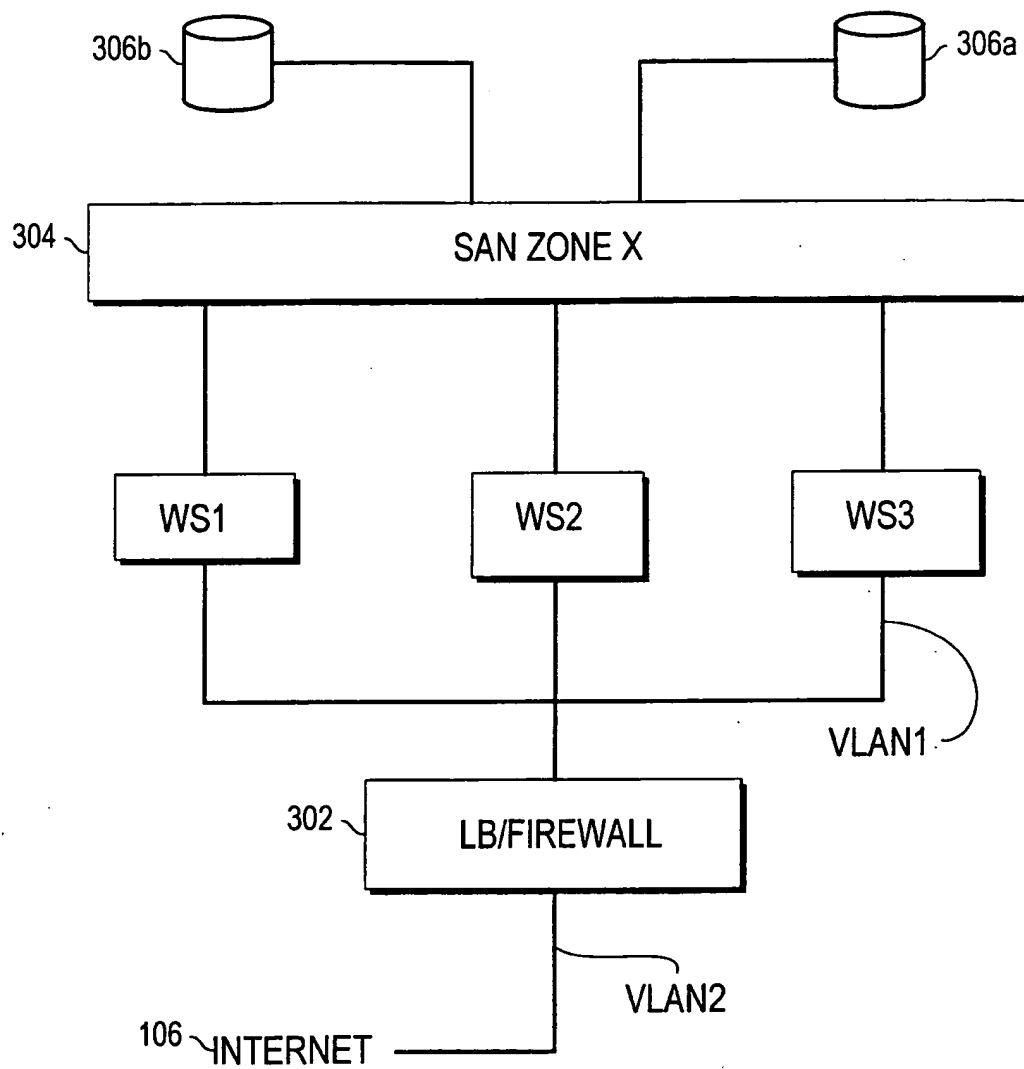 306b
306a
304
SAN ZONE X
WS1
WS2
WS3
VLAN1
302
LB/FIREWALL
VLAN2
106
INTERNET